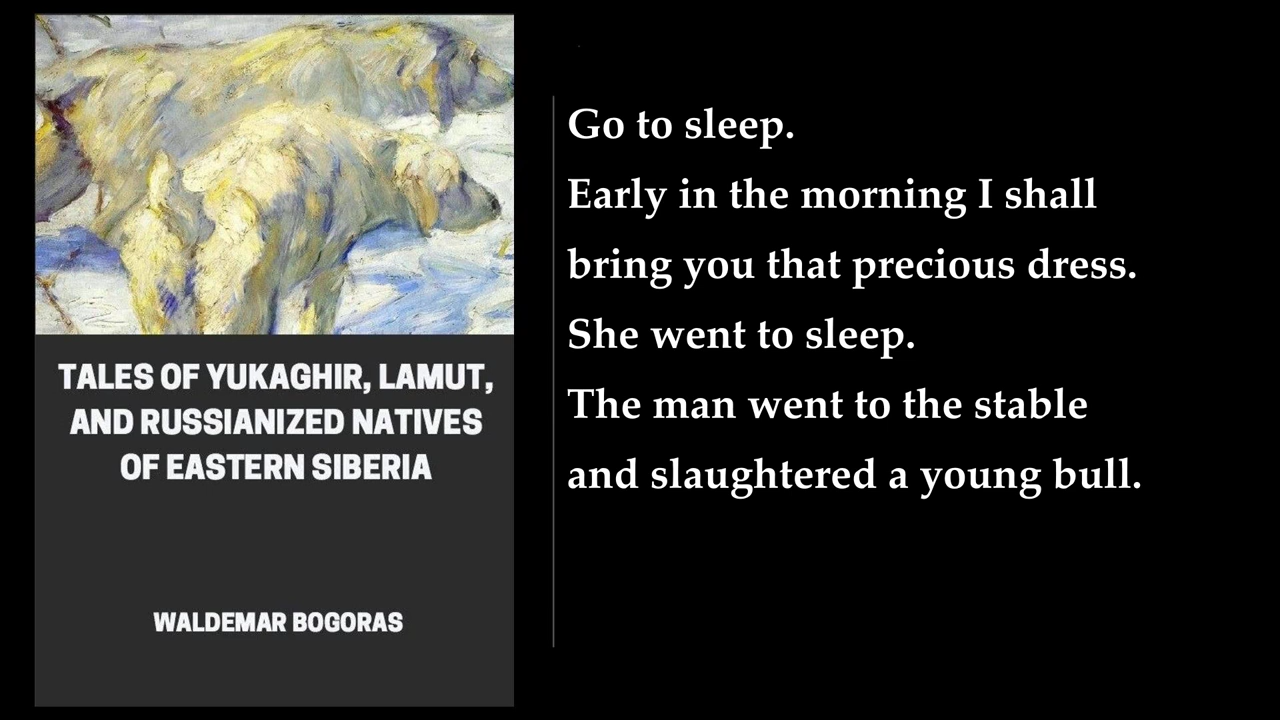 TALES OF YUKAGHIR, LAMUT,
AND RUSSIANIZED NATIVES
OF EASTERN SIBERIA
WALDEMAR BOGORAS
Go to sleep.
Early in the morning I shall
bring you that precious dress.
She went to sleep.
The man went to the stable
and slaughtered a young bull.